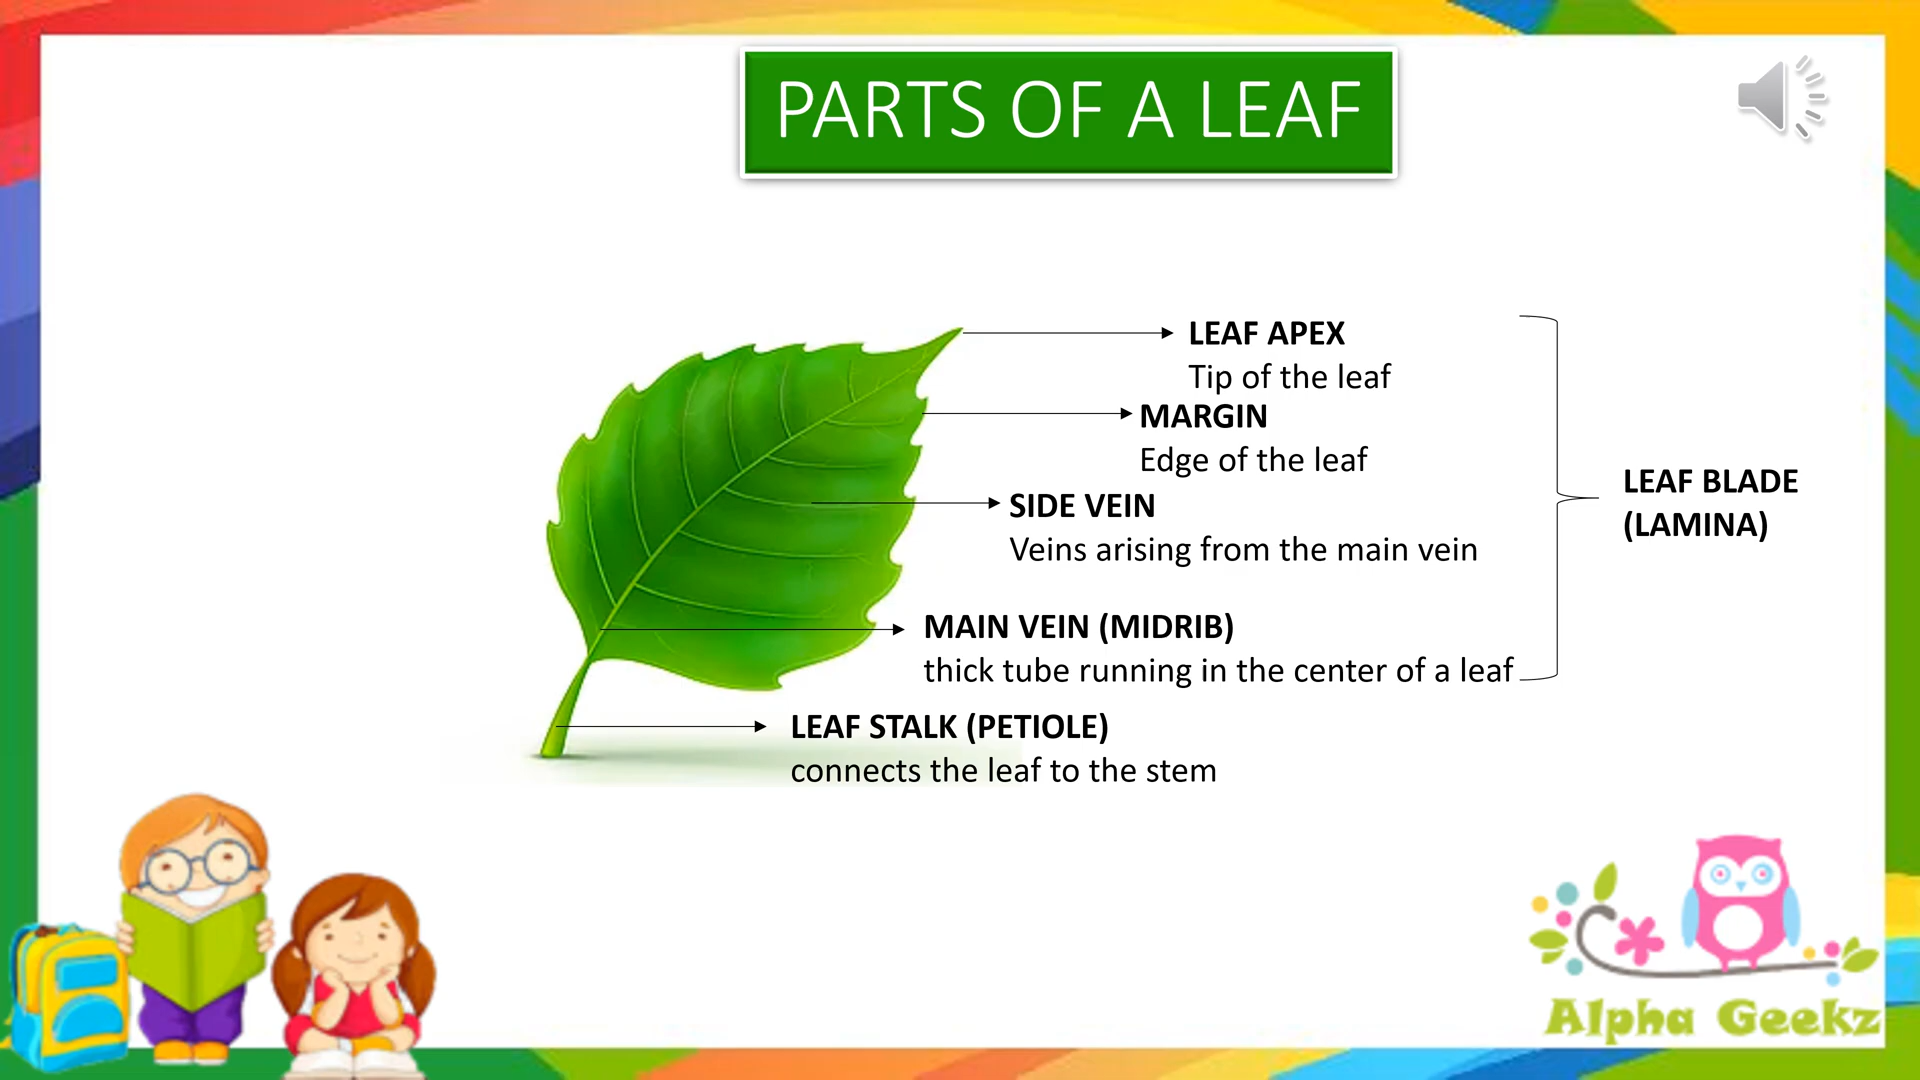 PARTS OF A LEAF
LEAF APEX
Tip of the leaf
MARGIN
Edge of the leaf
SIDE VEIN
Veins arising from the main vein
LEAF BLADE
(LAMINA)
MAIN VEIN (MIDRIB)
thick tube running in the center of a leaf
LEAF STALK (PETIOLE)
connects the leaf to the stem
Alpha Geekz